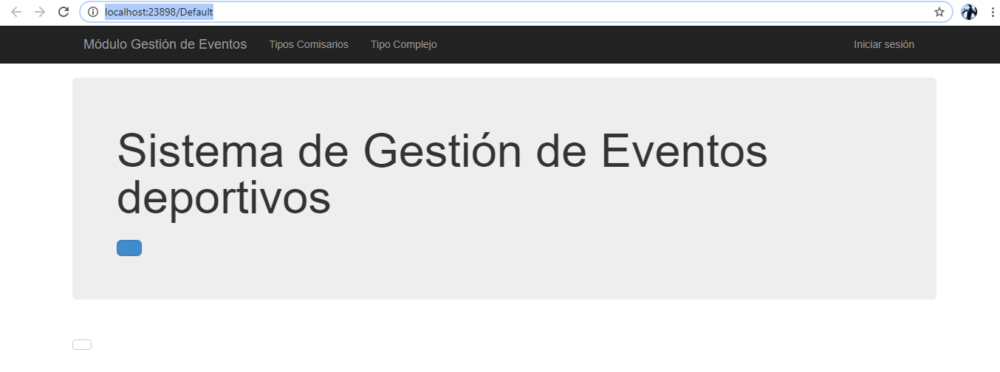 localhost:23898/Default
Módulo Gestión de Eventos Tipos Comisarios Tipo Complejo Iniciar sesión
Sistema de Gestión de Eventos
deportivos